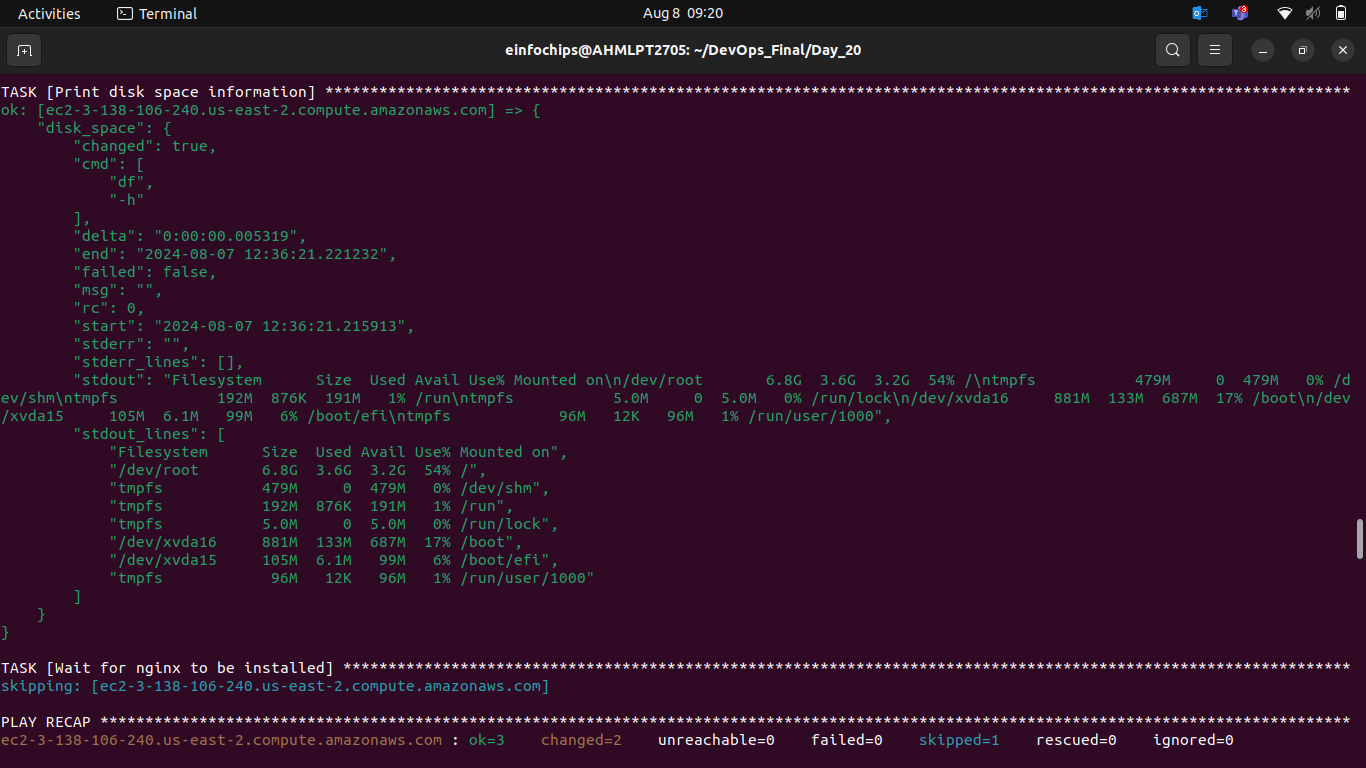 Activities Terminal Aug 8 09:20 3
einfochips@AHMLPT2705: ~/DevOps_Final/Day_20
TASK [Print disk space information] ******************************************************************************************************************
ok: [ec2-3-138-106-240.us-east-2.compute.amazonaws.com] => {
    "disk_space": {
        "changed": true,
        "cmd": [
            "df",
            "-h"
        ],
        "delta": "0:00:00.005319",
        "end": "2024-08-07 12:36:21.221232",
        "failed": false,
        "msg": "",
        "rc": 0,
        "start": "2024-08-07 12:36:21.215913",
        "stderr": "",
        "stderr_lines": [],
        "stdout": "Filesystem      Size  Used Avail Use% Mounted on\n/dev/root       6.8G  3.6G  3.2G  54% /\ntmpfs           479M     0  479M   0% /d
ev/shm\ntmpfs           192M  876K  191M   1% /run\ntmpfs           5.0M     0  5.0M   0% /run/lock\n/dev/xvda16     881M  133M  687M  17% /boot\n/dev
/xvda15     105M  6.1M   99M   6% /boot/efi\ntmpfs            96M   12K   96M   1% /run/user/1000",
        "stdout_lines": [
            "Filesystem      Size  Used Avail Use% Mounted on",
            "/dev/root       6.8G  3.6G  3.2G  54% /",
            "tmpfs           479M     0  479M   0% /dev/shm",
            "tmpfs           192M  876K  191M   1% /run",
            "tmpfs           5.0M     0  5.0M   0% /run/lock",
            "/dev/xvda16     881M  133M  687M  17% /boot",
            "/dev/xvda15     105M  6.1M   99M   6% /boot/efi",
            "tmpfs            96M   12K   96M   1% /run/user/1000"
        ]
    }
}
TASK [Wait for nginx to be installed] ****************************************************************************************************************
skipping: [ec2-3-138-106-240.us-east-2.compute.amazonaws.com]
PLAY RECAP *******************************************************************************************************************************************
ec2-3-138-106-240.us-east-2.compute.amazonaws.com : ok=3    changed=2    unreachable=0    failed=0    skipped=1    rescued=0    ignored=0